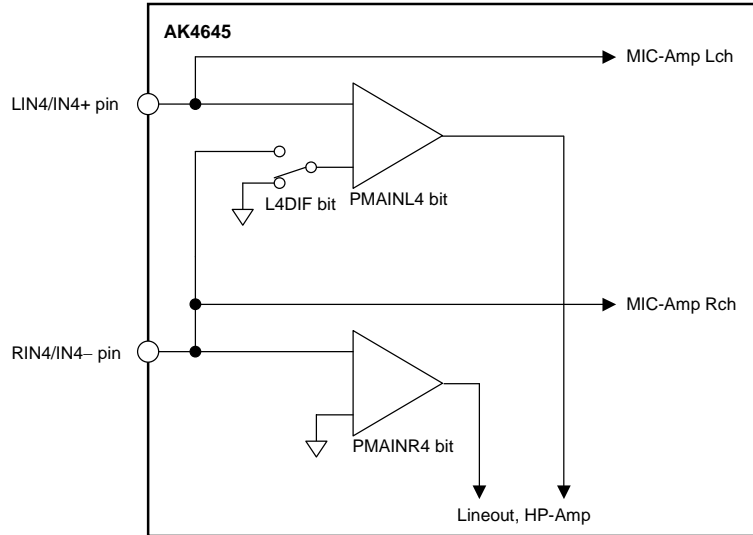 AK4645
MIC-Amp Lch
LIN4/IN4+ pin
L4DIF bit
PMAINL4 bit
MIC-Amp Rch
RIN4/IN4− pin
PMAINR4 bit
Lineout, HP-Amp